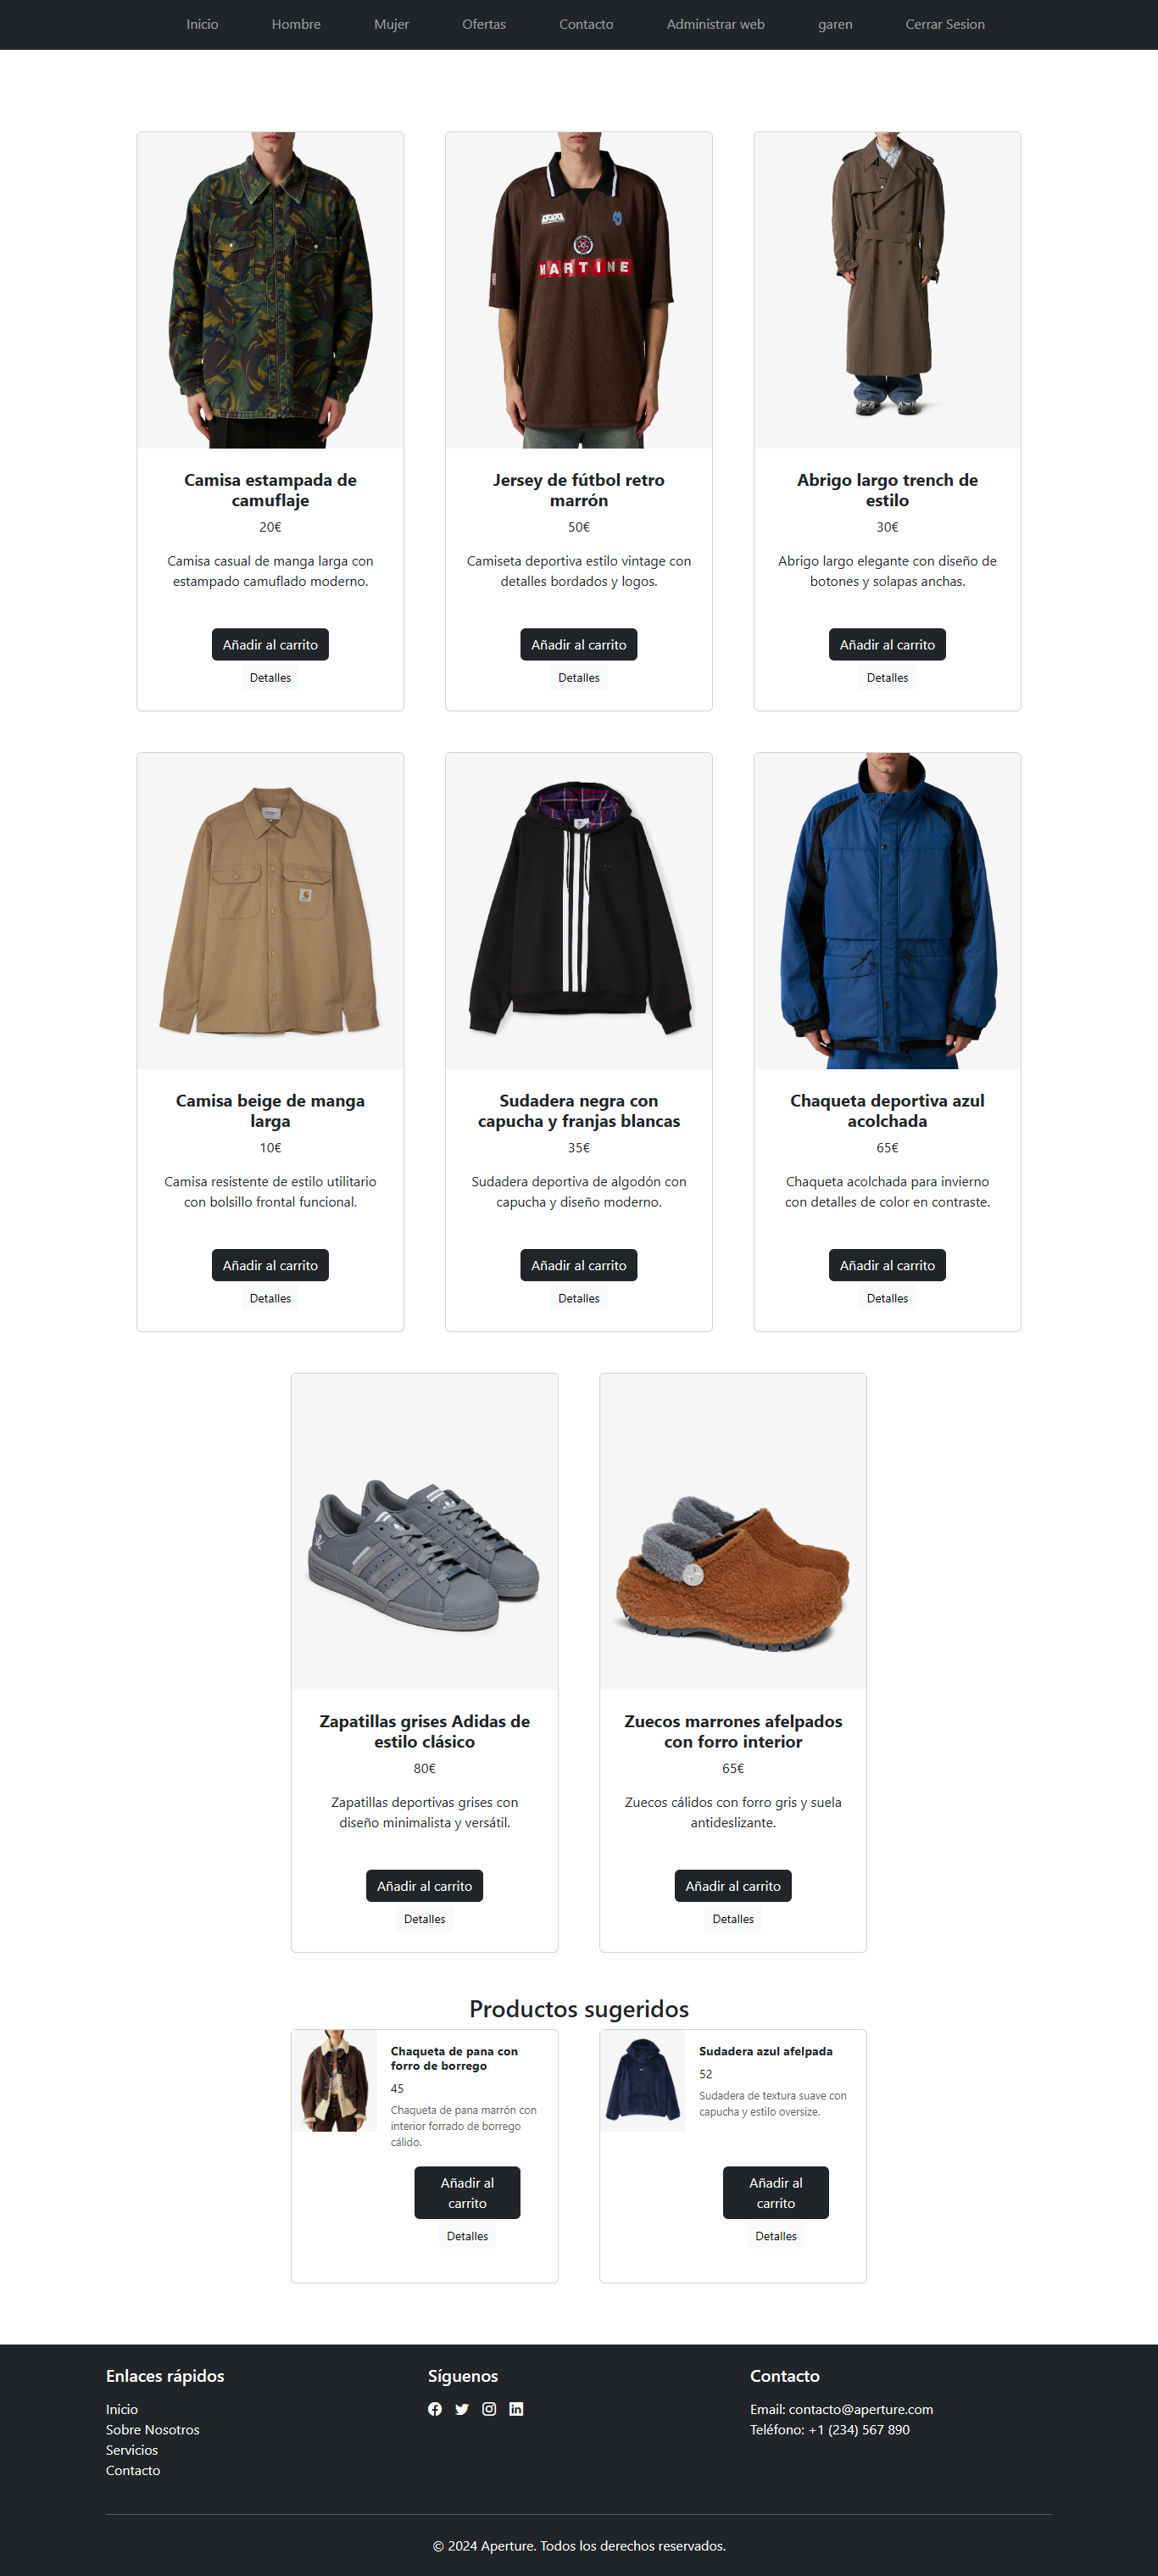 Inicio Hombre Mujer Ofertas Contacto Administrar web garen Cerrar Sesion
MARTINE
Camisa estampada de
camuflaje
20€
Camisa casual de manga larga con
estampado camuflado moderno.
Añadir al carrito
Detalles
Jersey de fútbol retro
marrón
50€
Camiseta deportiva estilo vintage con
detalles bordados y logos.
Añadir al carrito
Detalles
Abrigo largo trench de
estilo
30€
Abrigo largo elegante con diseño de
botones y solapas anchas.
Añadir al carrito
Detalles
Camisa beige de manga
larga
10€
Camisa resistente de estilo utilitario
con bolsillo frontal funcional.
Añadir al carrito
Detalles
Sudadera negra con
capucha y franjas blancas
35€
Sudadera deportiva de algodón con
capucha y diseño moderno.
Añadir al carrito
Detalles
Chaqueta deportiva azul
acolchada
65€
Chaqueta acolchada para invierno
con detalles de color en contraste.
Añadir al carrito
Detalles
Zapatillas grises Adidas de
estilo clásico
80€
Zapatillas deportivas grises con
diseño minimalista y versátil.
Añadir al carrito
Detalles
Zuecos marrones afelpados
con forro interior
65€
Zuecos cálidos con forro gris y suela
antideslizante.
Añadir al carrito
Detalles
Productos sugeridos
Chaqueta de pana con
forro de borrego
45
Chaqueta de pana marrón con
interior forrado de borrego
cálido.
Añadir al
carrito
Detalles
Sudadera azul afelpada
52
Sudadera de textura suave con
capucha y estilo oversize.
Añadir al
carrito
Detalles
Enlaces rápidos
Inicio
Sobre Nosotros
Servicios
Contacto
Síguenos
Contacto
Email: contacto@aperture.com
Teléfono: +1 (234) 567 890
© 2024 Aperture. Todos los derechos reservados.